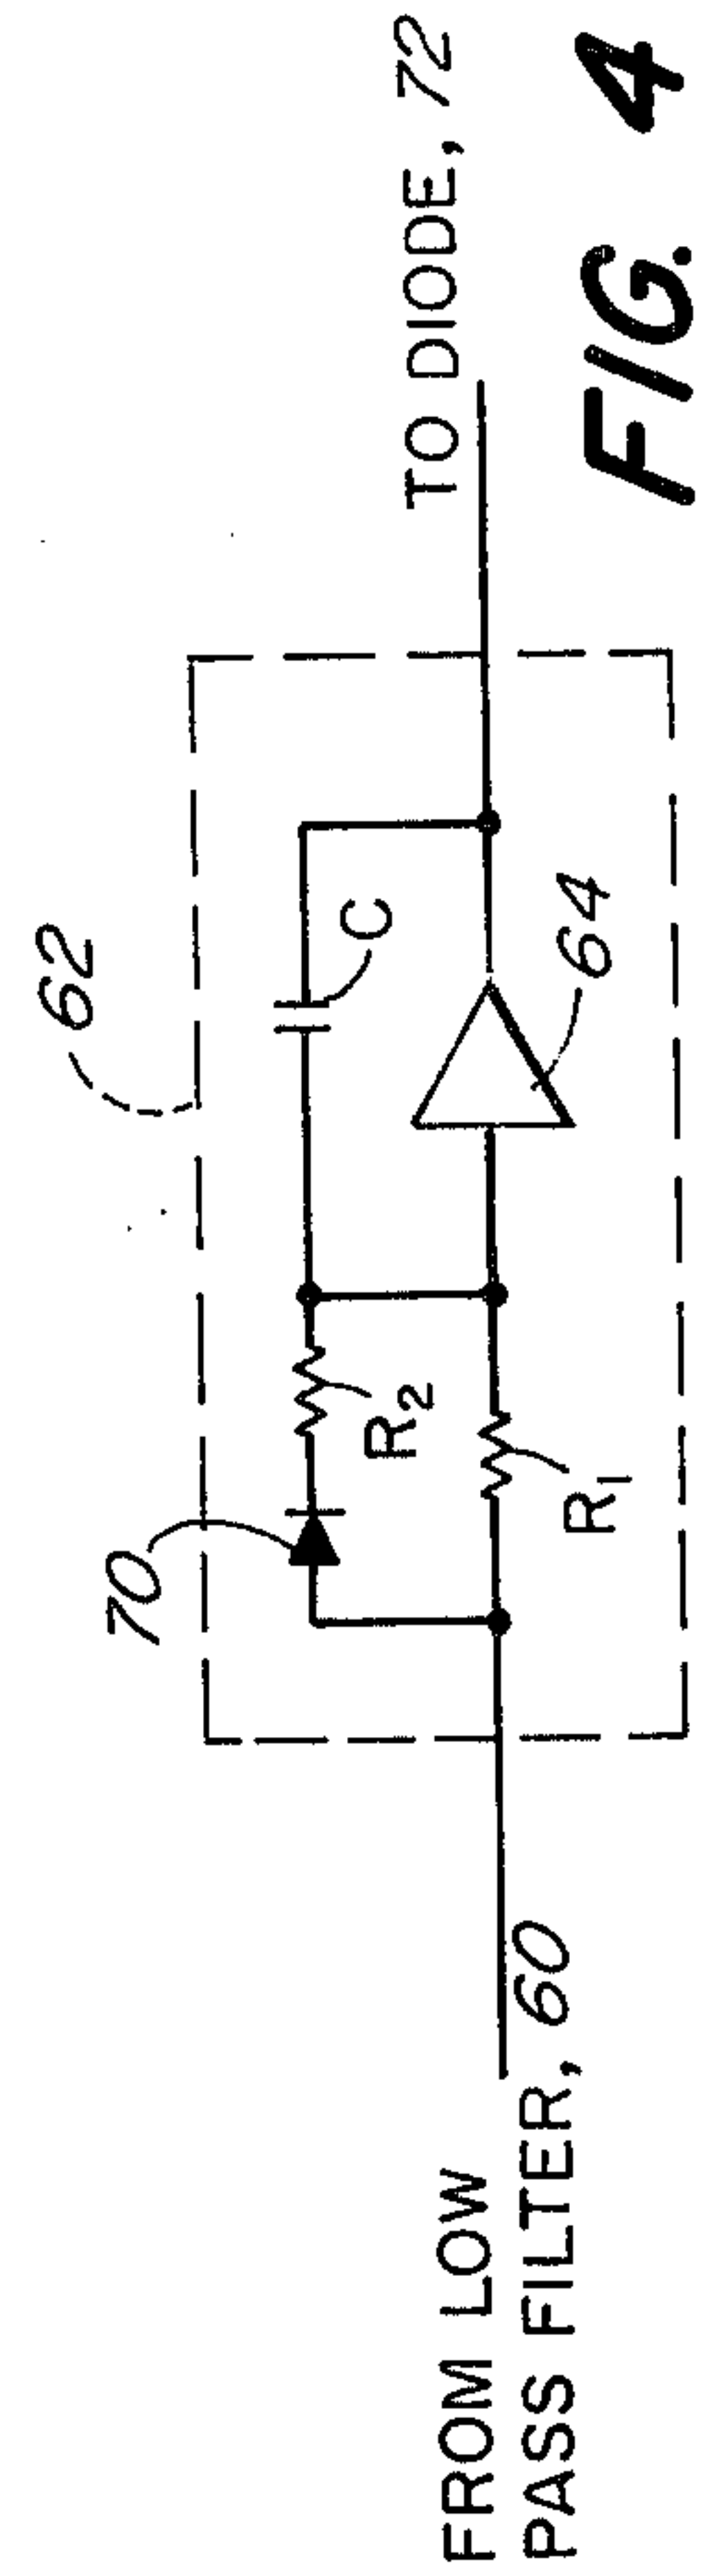 62
70
C
R2
R1
64
FROM LOW
PASS FILTER, 60
TO DIODE, 72
FIG. 4